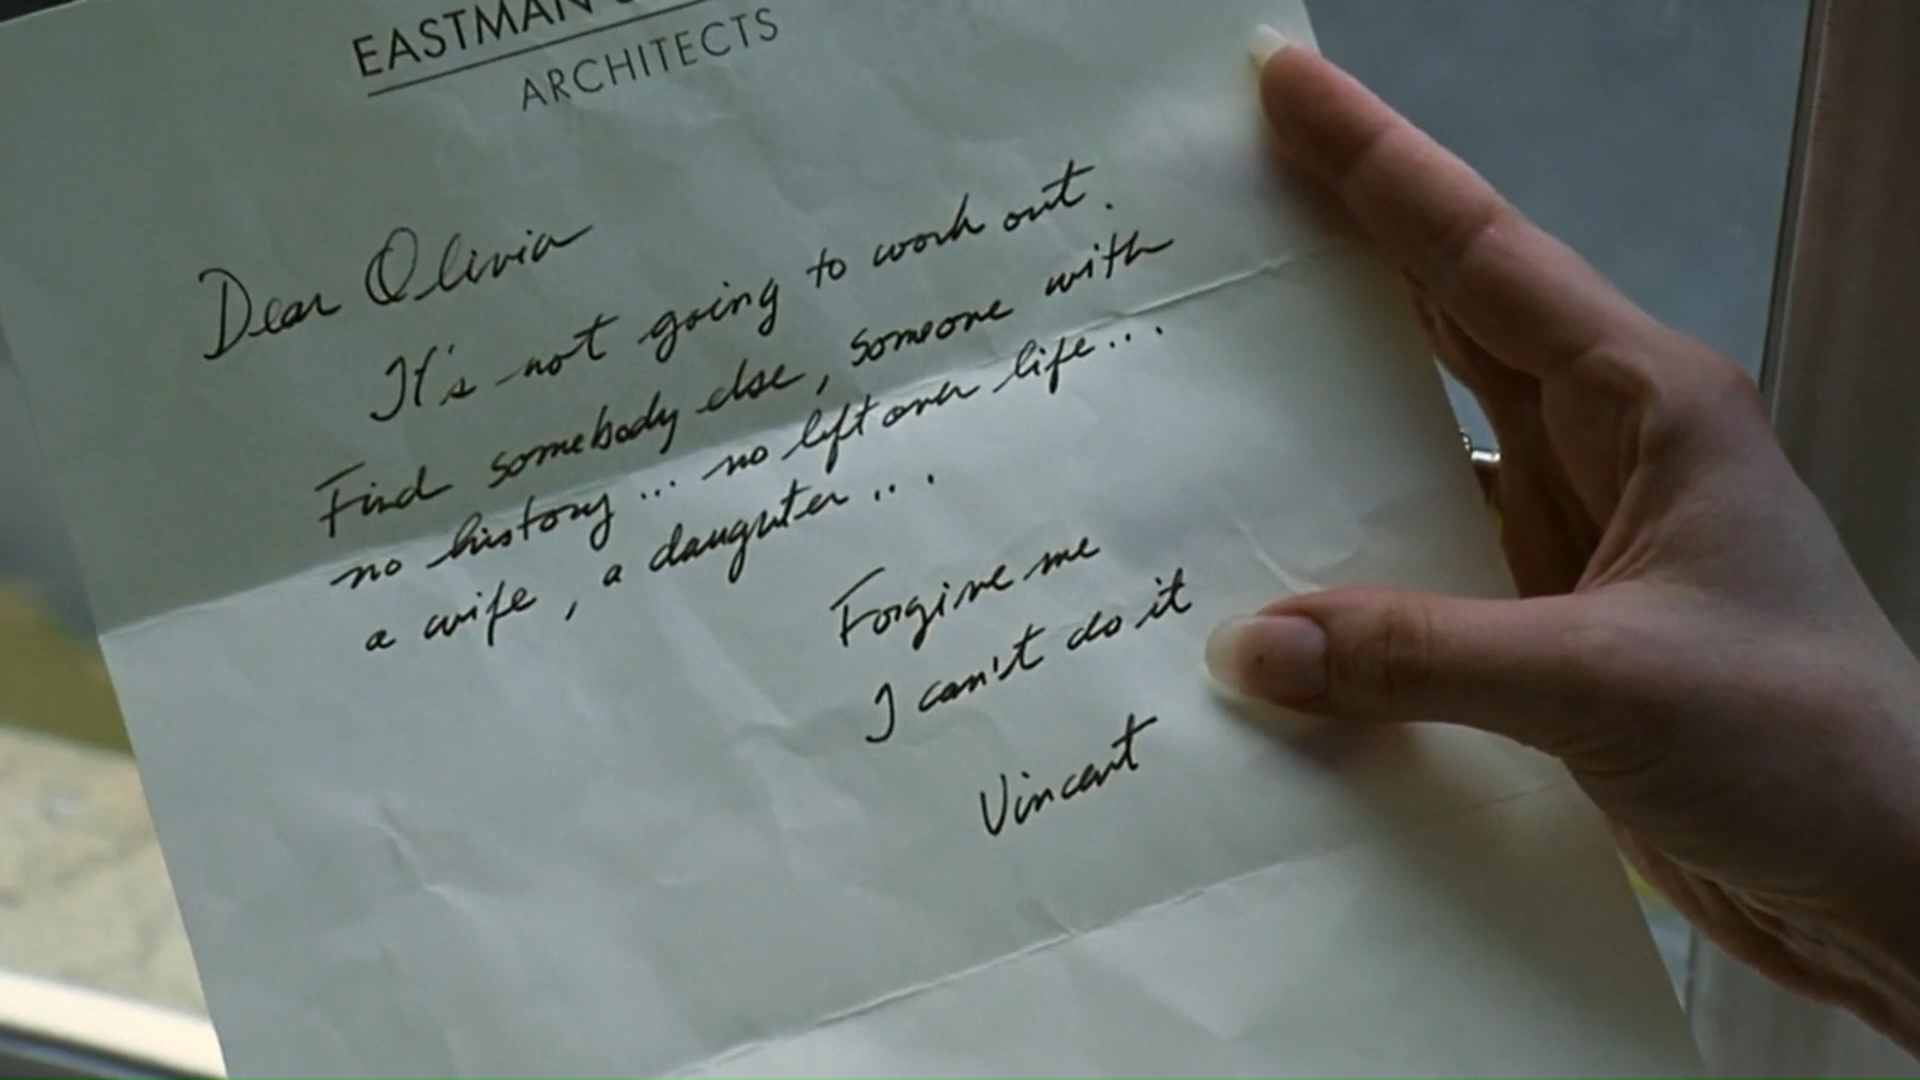 EASTMAN
ARCHITECTS
Dear Olivia
It's not going to work out.
Find somebody else, someone with
no history... no left over life...
a wife, a daughter...
Forgive me
I can't do it
Vincent